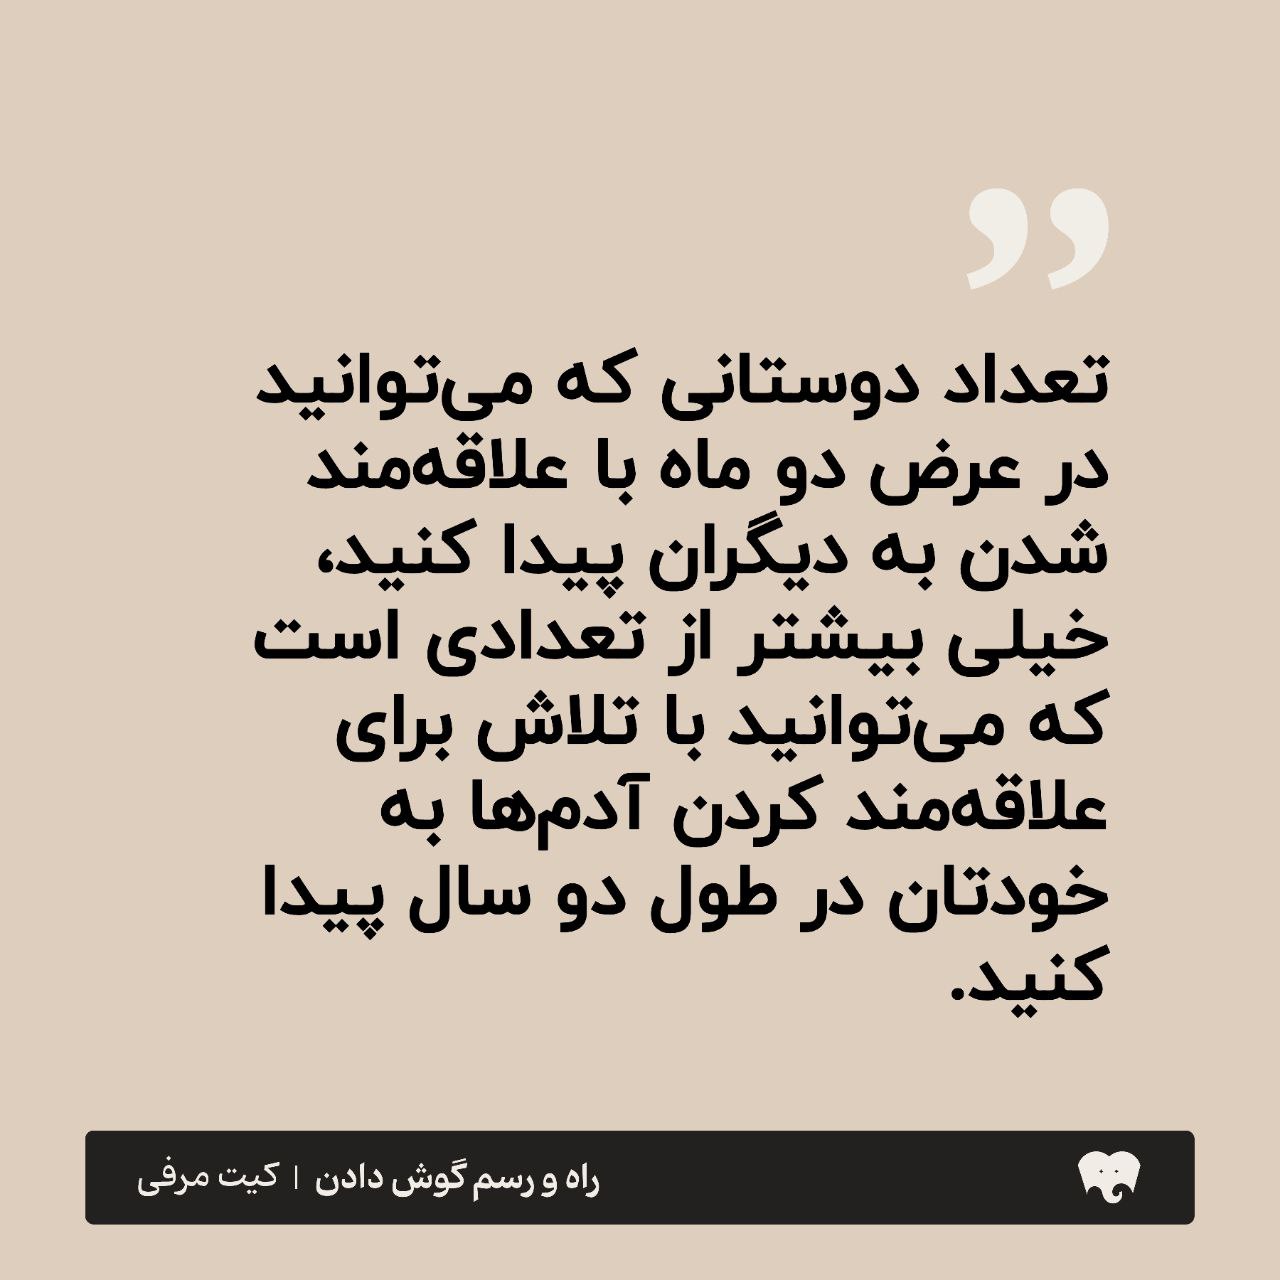 ”
تعداد دوستانی که می‌توانید
در عرض دو ماه با علاقه‌مند
شدن به دیگران پیدا کنید،
خیلی بیشتر از تعدادی است
که می‌توانید با تلاش برای
علاقه‌مند کردن آدم‌ها به
خودتان در طول دو سال پیدا
کنید.
راه و رسم گوش دادن | کیت مرفی